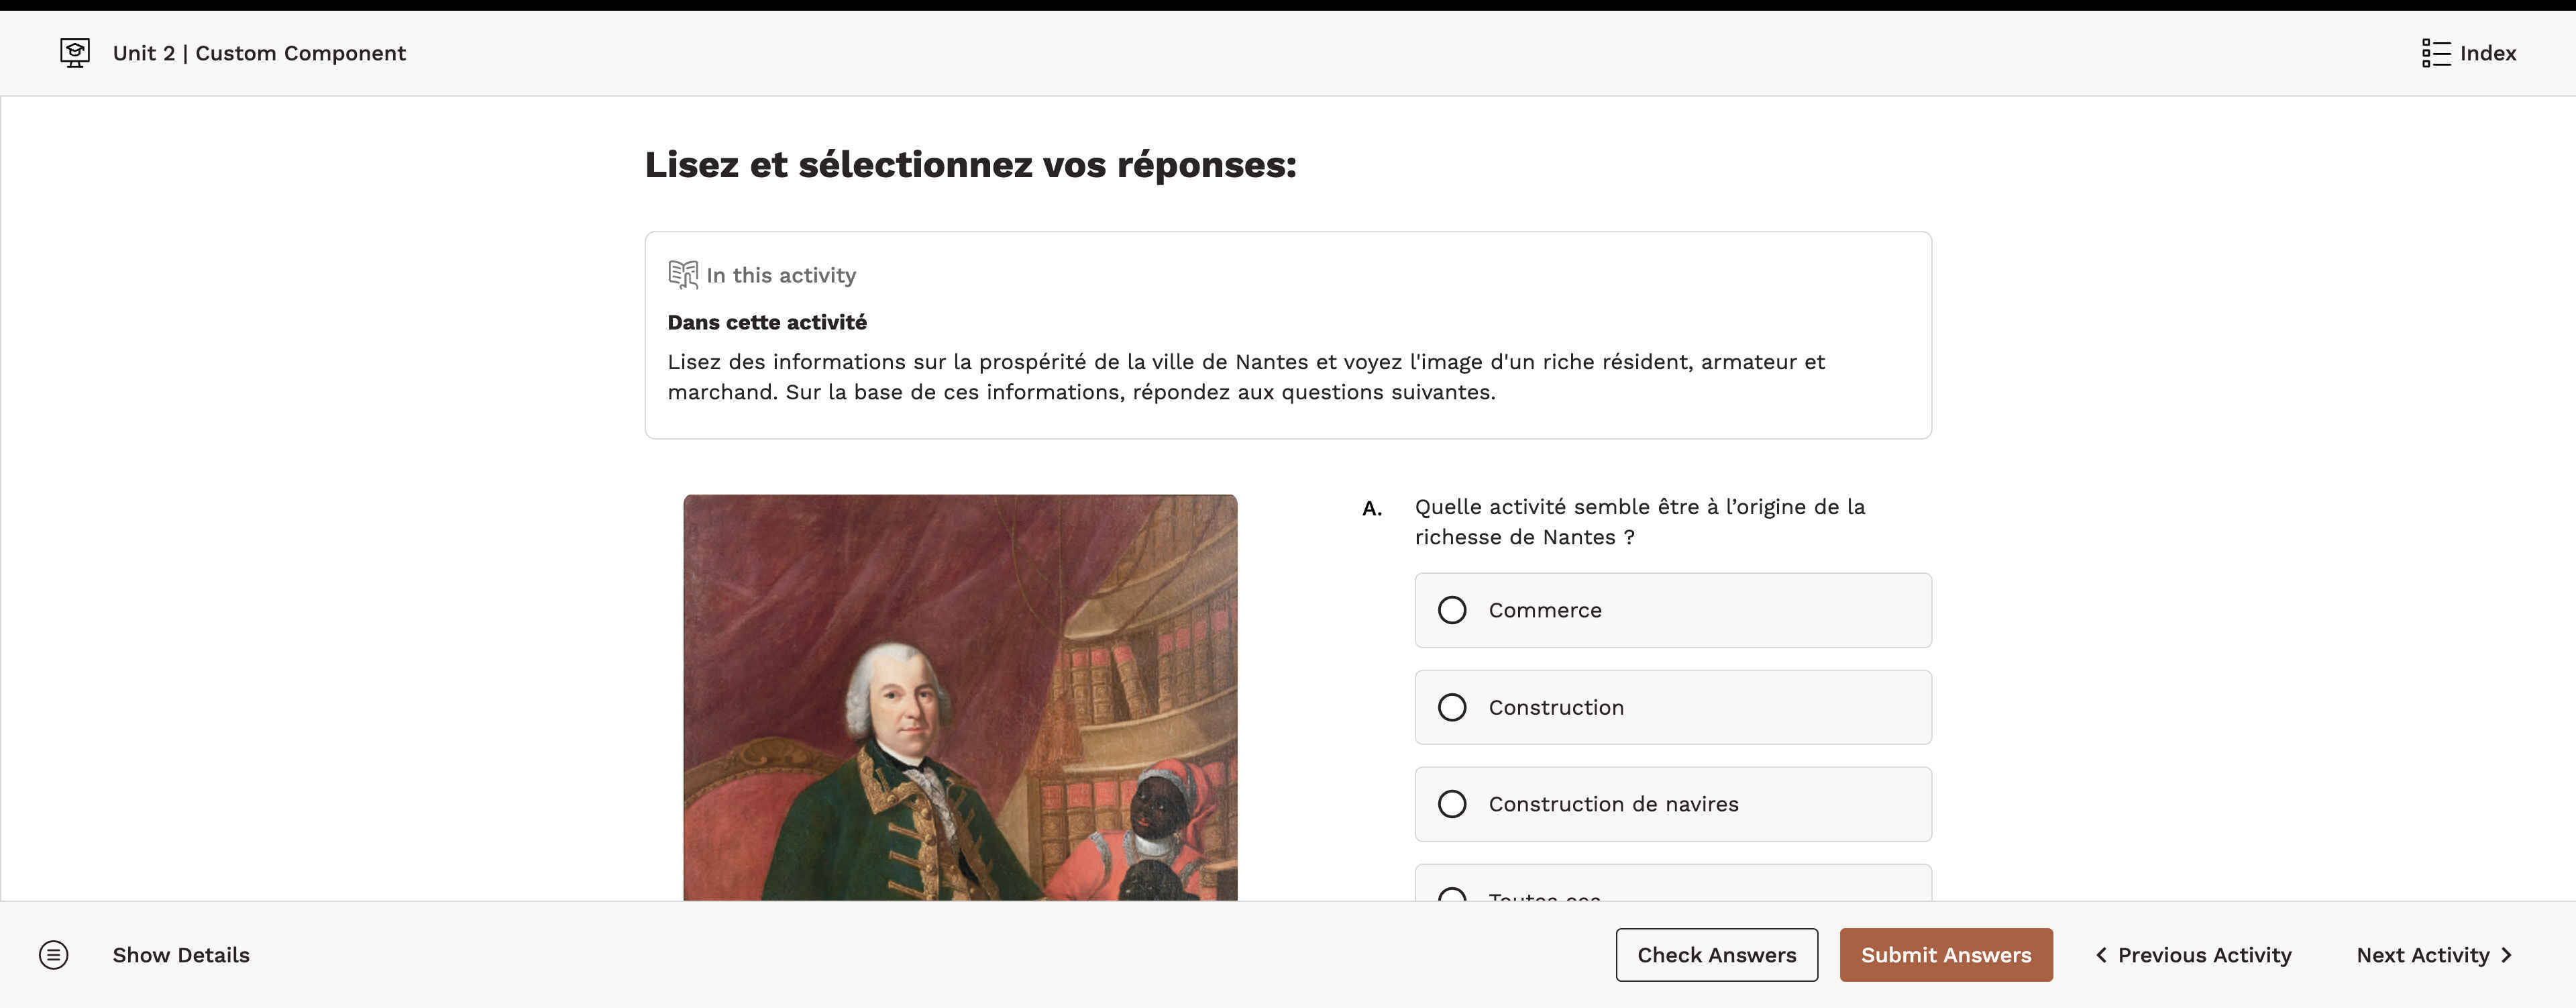 Unit 2 | Custom Component
Index
Lisez et sélectionnez vos réponses:
In this activity
Dans cette activité
Lisez des informations sur la prospérité de la ville de Nantes et voyez l'image d'un riche résident, armateur et
marchand. Sur la base de ces informations, répondez aux questions suivantes.
A. Quelle activité semble être à l’origine de la
richesse de Nantes ?
Commerce
Construction
Construction de navires
Toutes ces
Show Details
Check Answers
Submit Answers
Previous Activity
Next Activity